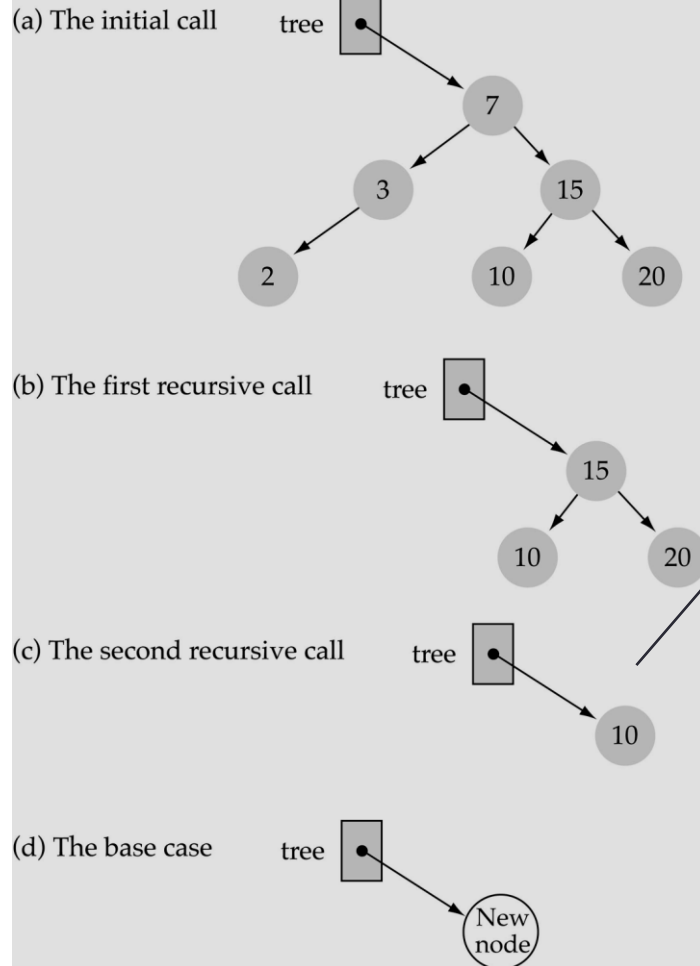 (a) The initial call
tree
7
3
15
2
10
20
(b) The first recursive call
tree
15
10
20
(c) The second recursive call
tree
10
(d) The base case
tree
New
node